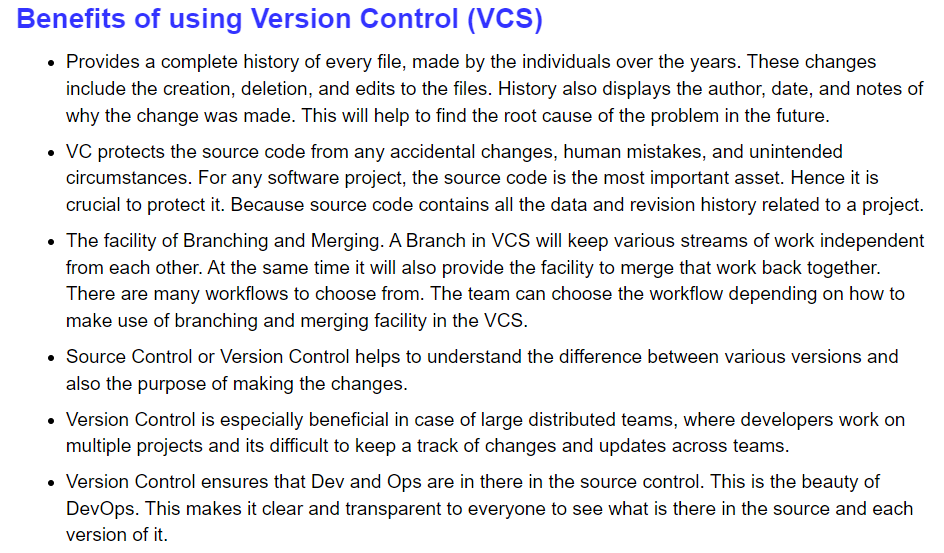 Benefits of using Version Control (VCS)
• Provides a complete history of every file, made by the individuals over the years. These changes
include the creation, deletion, and edits to the files. History also displays the author, date, and notes of
why the change was made. This will help to find the root cause of the problem in the future.
• VC protects the source code from any accidental changes, human mistakes, and unintended
circumstances. For any software project, the source code is the most important asset. Hence it is
crucial to protect it. Because source code contains all the data and revision history related to a project.
• The facility of Branching and Merging. A Branch in VCS will keep various streams of work independent
from each other. At the same time it will also provide the facility to merge that work back together.
There are many workflows to choose from. The team can choose the workflow depending on how to
make use of branching and merging facility in the VCS.
• Source Control or Version Control helps to understand the difference between various versions and
also the purpose of making the changes.
• Version Control is especially beneficial in case of large distributed teams, where developers work on
multiple projects and its difficult to keep a track of changes and updates across teams.
• Version Control ensures that Dev and Ops are in there in the source control. This is the beauty of
DevOps. This makes it clear and transparent to everyone to see what is there in the source and each
version of it.